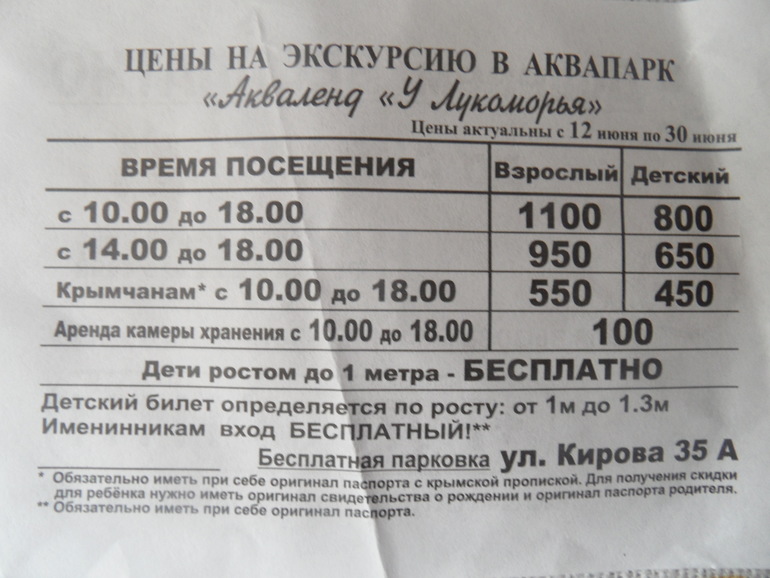 ЦЕНЫ НА ЭКСКУРСИЮ В АКВАПАРК
«Акваленд «У Лукоморья»
Цены актуальны с 12 июня по 30 июня
ВРЕМЯ ПОСЕЩЕНИЯ Взрослый Детский
с 10.00 до 18.00 1100 800
с 14.00 до 18.00 950 650
Крымчанам* с 10.00 до 18.00 550 450
Аренда камеры хранения с 10.00 до 18.00 100
Дети ростом до 1 метра - БЕСПЛАТНО
Детский билет определяется по росту: от 1м до 1.3м
Именинникам вход БЕСПЛАТНЫЙ!**
Бесплатная парковка ул. Кирова 35 А
* Обязательно иметь при себе оригинал паспорта с крымской пропиской. Для получения скидки
для ребёнка нужно иметь оригинал свидетельства о рождении и оригинал паспорта родителя.
** Обязательно иметь при себе оригинал паспорта.